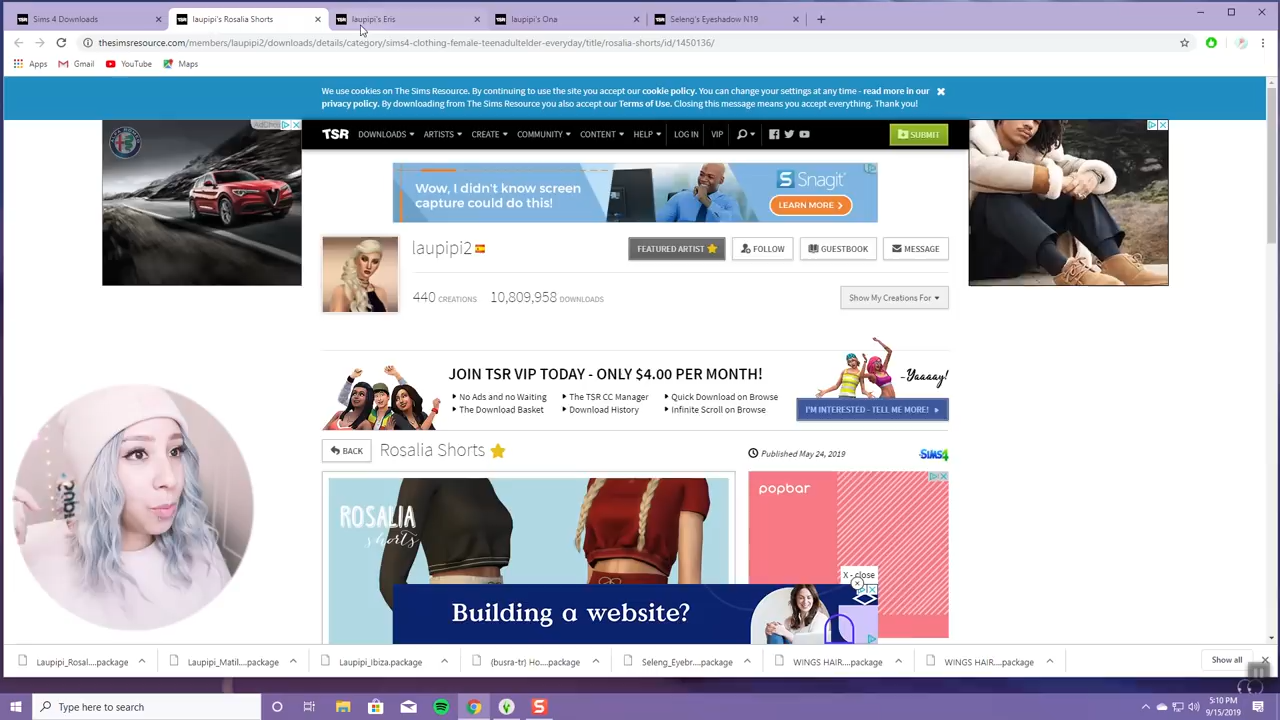 Sims 4 Downloads
laupipi's Rosalia Shorts
laupipi's Eris
laupipi's Ona
Seleng's Eyeshadow N19
thesimsresource.com/members/laupipi2/downloads/details/category/sims4-clothing-female-teenadultelder-everyday/title/rosalia-shorts/id/1450136/
Apps
Gmail
YouTube
Maps
We use cookies on The Sims Resource. By continuing to use the site you accept our cookie policy. You can change your settings at any time - read more in our
privacy policy. By downloading from The Sims Resource you also accept our Terms of Use. Closing this message means you accept everything. Thank you!
TSR DOWNLOADS ARTISTS CREATE COMMUNITY CONTENT HELP LOG IN VIP SUBMIT
Wow, I didn't know screen
capture could do this!
Snagit
LEARN MORE
laupipi2
FEATURED ARTIST
FOLLOW
GUESTBOOK
MESSAGE
440 CREATIONS 10,809,958 DOWNLOADS
Show My Creations For
JOIN TSR VIP TODAY - ONLY $4.00 PER MONTH!
No Ads and no Waiting
The TSR CC Manager
Quick Download on Browse
The Download Basket
Download History
Infinite Scroll on Browse
-Yaaaay!
I'M INTERESTED - TELL ME MORE!
BACK
Rosalia Shorts
Published May 24, 2019
SIMS4
ROSALIA
shorts
popbar
X - close
Building a website?
Laupipi_Rosal....package
Laupipi_Matil....package
Laupipi_Ibiza.package
(busra-tr) Ho....package
Seleng_Eyebr....package
WINGS HAIR....package
WINGS HAIR....package
Show all
Type here to search
5:10 PM
9/15/2019